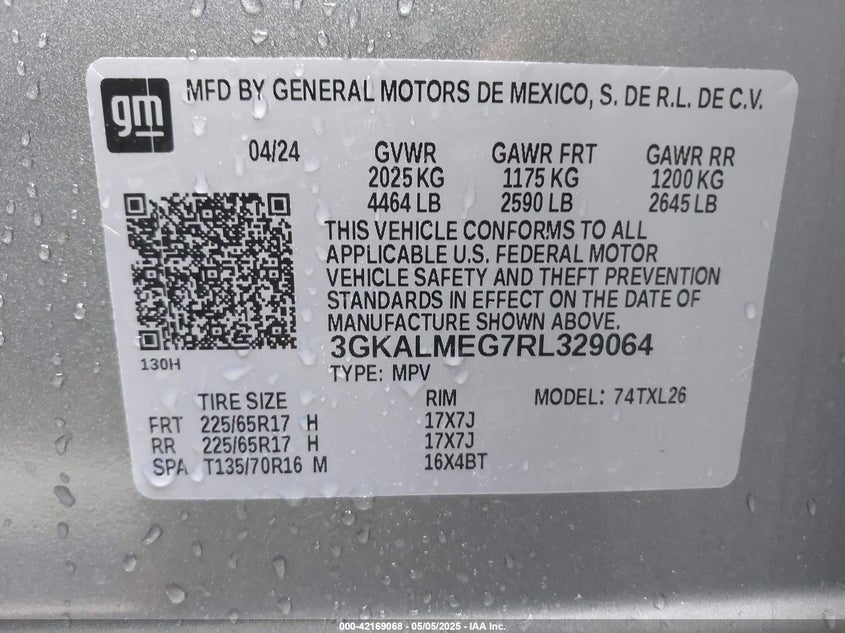 gm
MFD BY GENERAL MOTORS DE MEXICO, S. DE R.L. DE C.V.
04/24 GVWR GAWR FRT GAWR RR
2025 KG 1175 KG 1200 KG
4464 LB 2590 LB 2645 LB
THIS VEHICLE CONFORMS TO ALL
APPLICABLE U.S. FEDERAL MOTOR
VEHICLE SAFETY AND THEFT PREVENTION
STANDARDS IN EFFECT ON THE DATE OF
MANUFACTURE SHOWN ABOVE.
130H
3GKALMEG7RL329064
TYPE: MPV
TIRE SIZE RIM MODEL: 74TXL26
FRT 225/65R17 H 17X7J
RR 225/65R17 H 17X7J
SPA T135/70R16 M 16X4BT
000-42169068 - 05/05/2025 - IAA Inc.